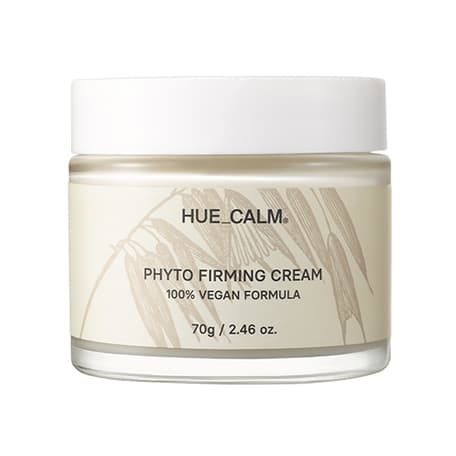 HUE_CALM®
PHYTO FIRMING CREAM
100% VEGAN FORMULA
70g / 2.46 oz.